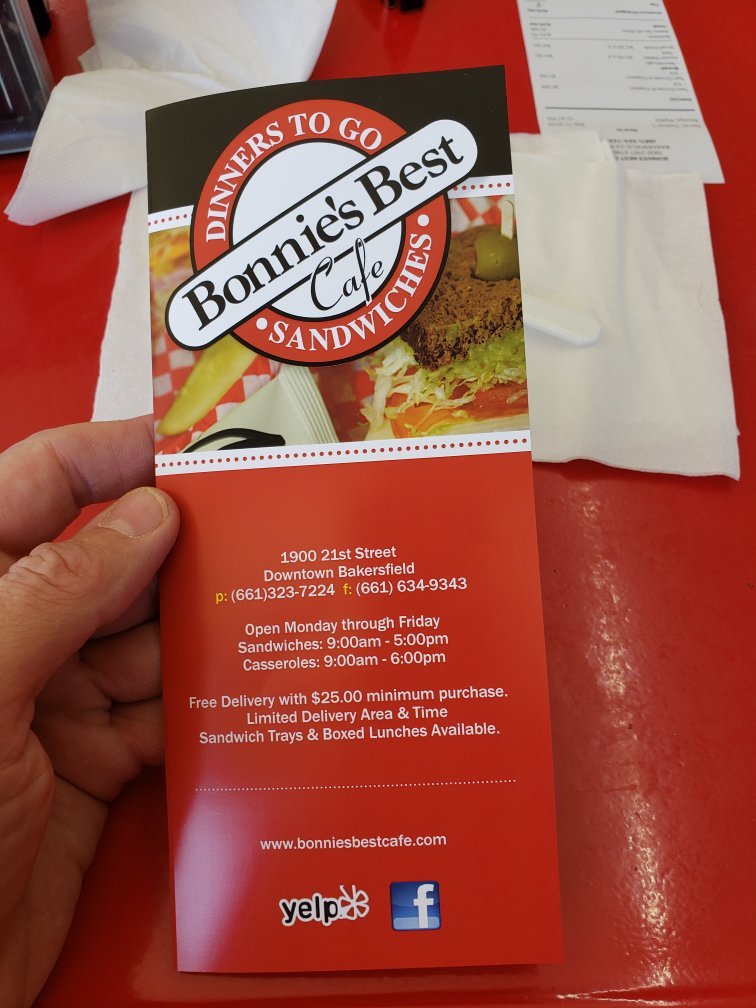 DINNERS TO GO
Bonnie's Best
Cafe
• SANDWICHES •
1900 21st Street
Downtown Bakersfield
p: (661)323-7224 f: (661) 634-9343
Open Monday through Friday
Sandwiches: 9:00am - 5:00pm
Casseroles: 9:00am - 6:00pm
Free Delivery with $25.00 minimum purchase.
Limited Delivery Area & Time
Sandwich Trays & Boxed Lunches Available.
www.bonniesbestcafe.com
yelp
f